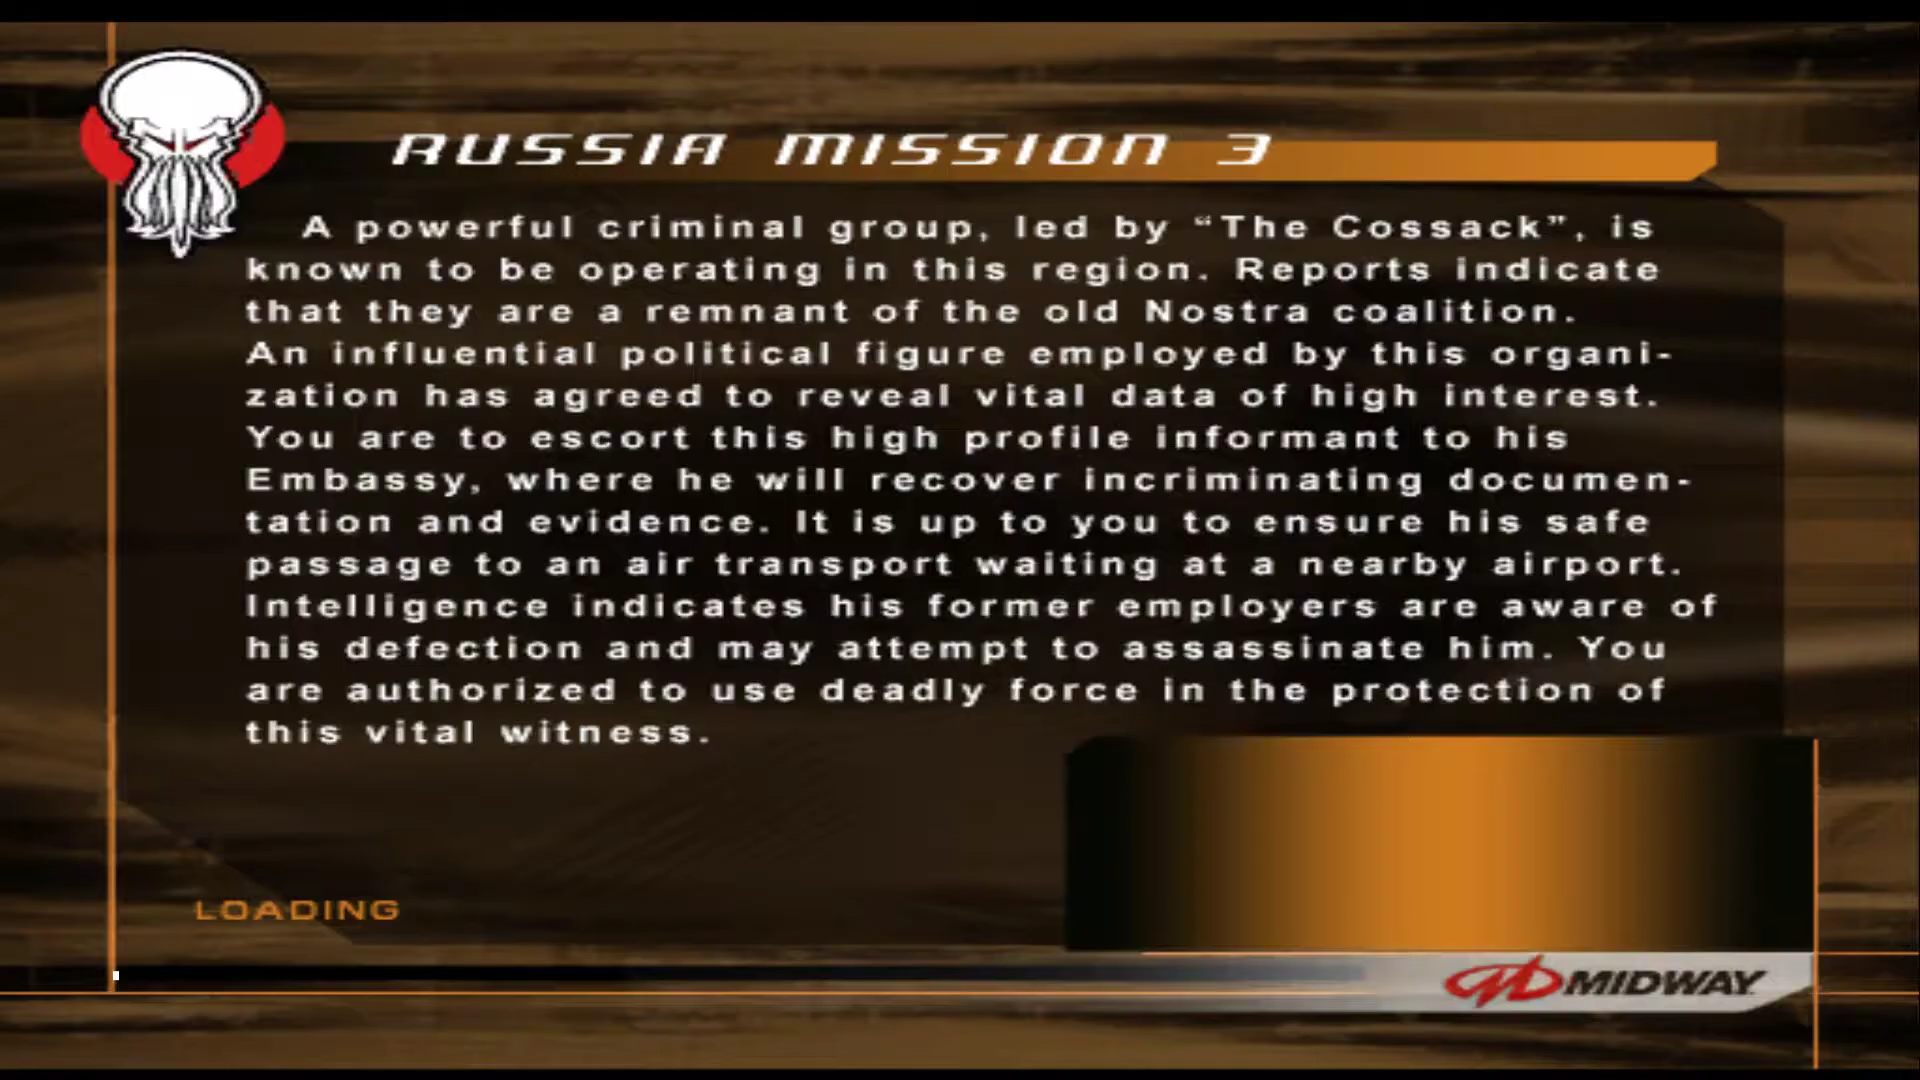 RUSSIA MISSION 3
A powerful criminal group, led by “The Cossack”, is
known to be operating in this region. Reports indicate
that they are a remnant of the old Nostra coalition.
An influential political figure employed by this organi-
zation has agreed to reveal vital data of high interest.
You are to escort this high profile informant to his
Embassy, where he will recover incriminating documen-
tation and evidence. It is up to you to ensure his safe
passage to an air transport waiting at a nearby airport.
Intelligence indicates his former employers are aware of
his defection and may attempt to assassinate him. You
are authorized to use deadly force in the protection of
this vital witness.
LOADING
MIDWAY